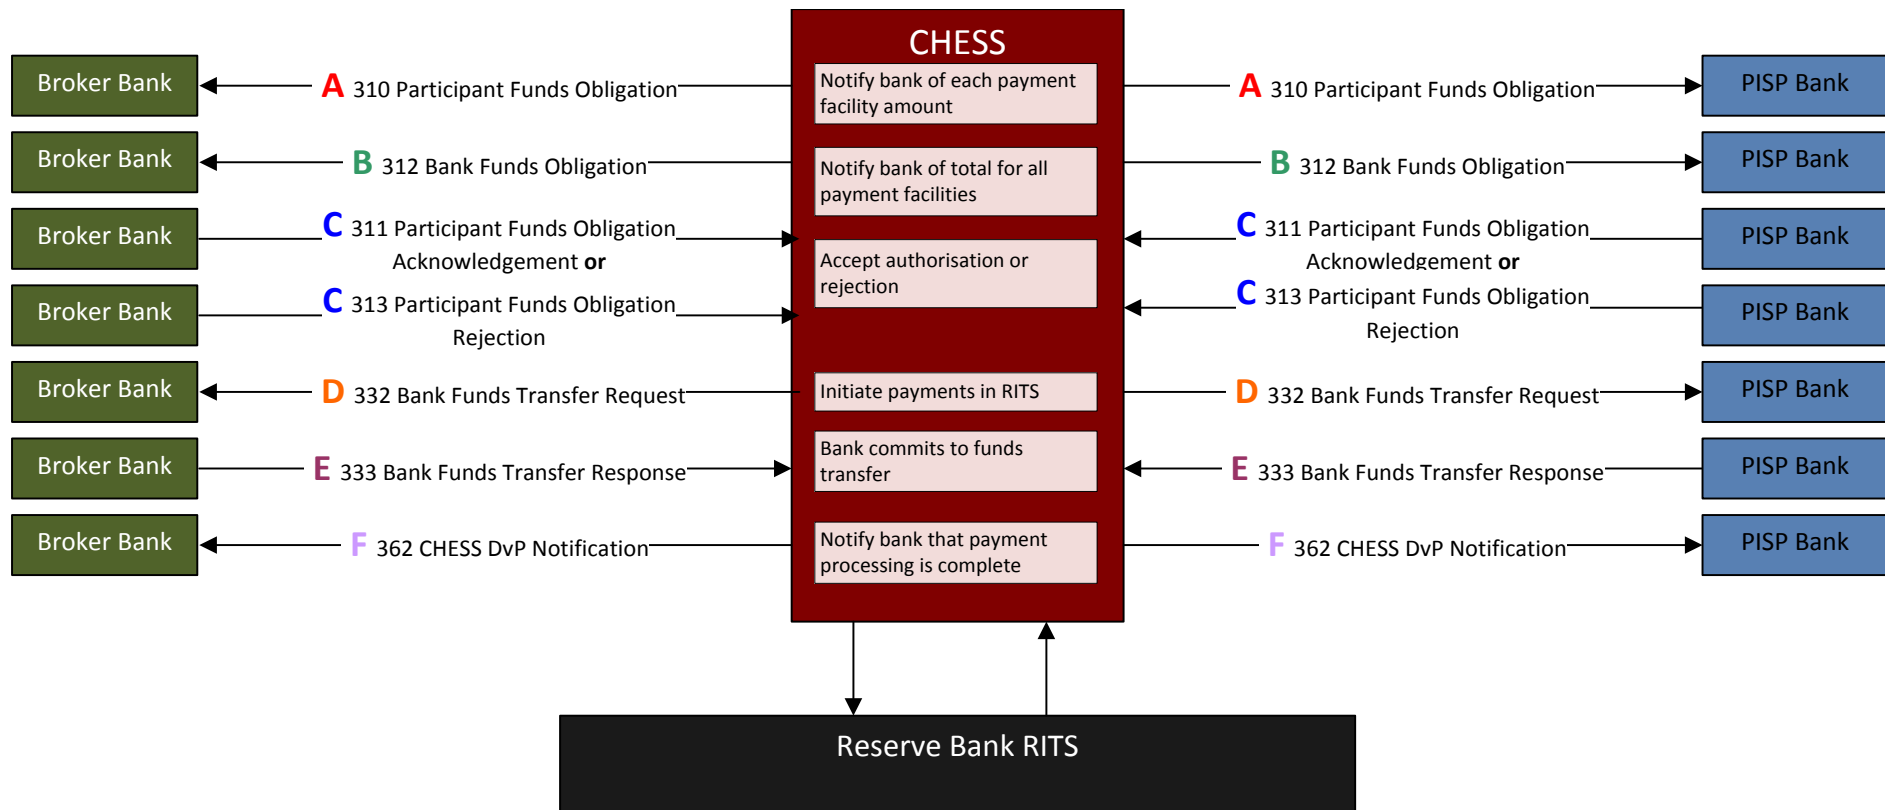 CHESS
Broker Bank
A 310 Participant Funds Obligation
Notify bank of each payment
facility amount
A 310 Participant Funds Obligation
PISP Bank
Broker Bank
B 312 Bank Funds Obligation
Notify bank of total for all
payment facilities
B 312 Bank Funds Obligation
PISP Bank
Broker Bank
C 311 Participant Funds Obligation
Acknowledgement or
Accept authorisation or
rejection
C 311 Participant Funds Obligation
Acknowledgement or
PISP Bank
Broker Bank
C 313 Participant Funds Obligation
Rejection
C 313 Participant Funds Obligation
Rejection
PISP Bank
Broker Bank
D 332 Bank Funds Transfer Request
Initiate payments in RITS
D 332 Bank Funds Transfer Request
PISP Bank
Broker Bank
E 333 Bank Funds Transfer Response
Bank commits to funds
transfer
E 333 Bank Funds Transfer Response
PISP Bank
Broker Bank
F 362 CHESS DvP Notification
Notify bank that payment
processing is complete
F 362 CHESS DvP Notification
PISP Bank
Reserve Bank RITS